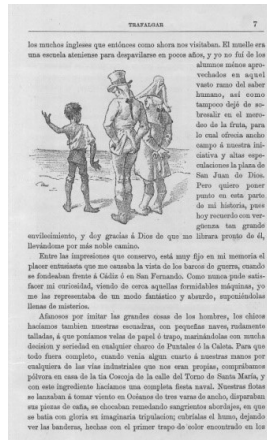 TRAFALGAR 7
los muchos ingleses que entónces como ahora nos visitaban. El muelle era
una escuela ateniense para despavilarse en pocos años, y yo no fuí de los
alumnos ménos apro-
vechados en aquel
vasto ramo del saber
humano, así como
tampoco dejé de so-
bresalir en el mero-
deo de la fruta, para
lo cual ofrecia ancho
campo á nuestra ini-
ciativa y altas espe-
culaciones la plaza de
San Juan de Dios.
Pero quiero poner
punto en esta parte
de mi historia, pues
hoy recuerdo con ver-
güenza tan grande
envilecimiento, y doy gracias á Dios de que me librara pronto de él,
llevándome por más noble camino.
Entre las impresiones que conservo, está muy fijo en mi memoria el
placer entusiasta que me causaba la vista de los barcos de guerra, cuando
se fondeaban frente á Cádiz ó en San Fernando. Como nunca pude satis-
facer mi curiosidad, viendo de cerca aquellas formidables máquinas, yo
me las representaba de un modo fantástico y absurdo, suponiéndolas
llenas de misterios.
Afanosos por imitar las grandes cosas de los hombres, los chicos
hacíamos tambien nuestras escuadras, con pequeñas naves, rudamente
talladas, á que poníamos velas de papel ó trapo, marinándolas con mucha
decision y seriedad en cualquier charco de Puntales ó la Caleta. Para que
todo fuera completo, cuando venia algun cuarto á nuestras manos por
cualquiera de las vías industriales que nos eran propias, comprábamos
pólvora en casa de la tia Coscoja de la calle del Torno de Santa María, y
con este ingrediente hacíamos una completa fiesta naval. Nuestras flotas
se lanzaban á tomar viento en Océanos de tres varas de ancho, disparaban
sus piezas de caña, se chocaban remedando sangrientos abordajes, en que
se batía con gloria su imaginaria tripulacion; cubríalas el humo, dejando
ver las banderas, hechas con el primer trapo de color encontrado en los